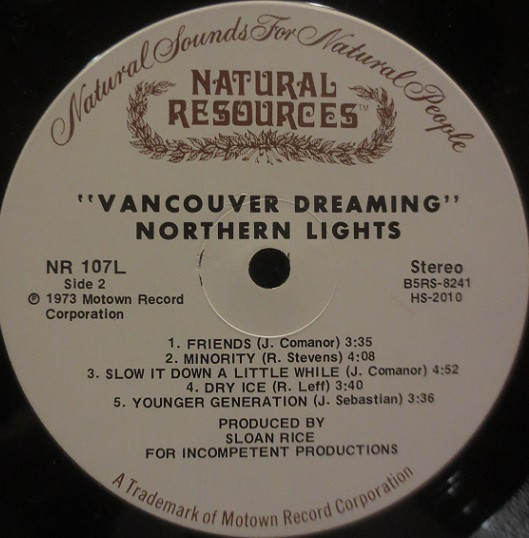 Natural Sounds For Natural People
NATURAL
RESOURCES™
"VANCOUVER DREAMING"
NORTHERN LIGHTS
NR 107L
Side 2
℗ 1973 Motown Record
Corporation
Stereo
B5RS-8241
HS-2010
1. FRIENDS (J. Comanor) 3:35
2. MINORITY (R. Stevens) 4:08
3. SLOW IT DOWN A LITTLE WHILE (J. Comanor) 4:52
4. DRY ICE (R. Leff) 3:40
5. YOUNGER GENERATION (J. Sebastian) 3:36
PRODUCED BY
SLOAN RICE
FOR INCOMPETENT PRODUCTIONS
A Trademark of Motown Record Corporation